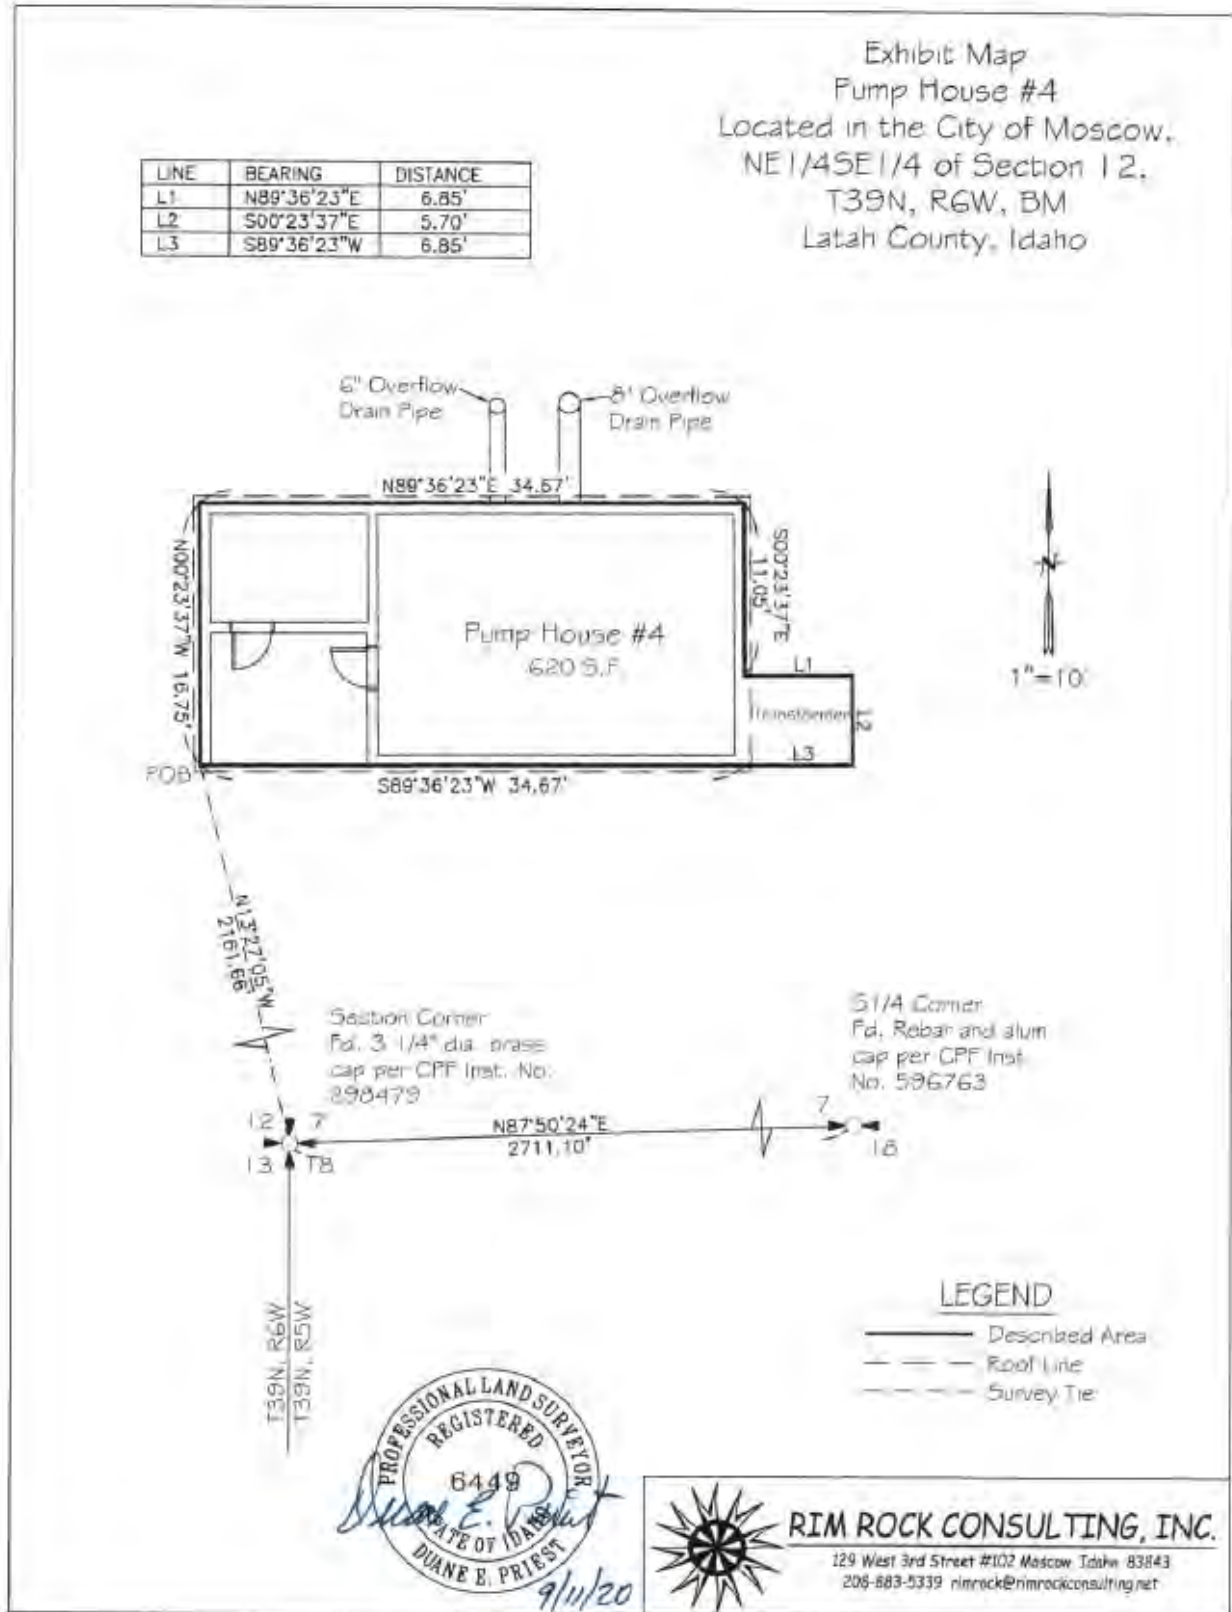 Exhibit Map
Pump House #4
Located in the City of Moscow,
NE1/4SE1/4 of Section 12,
T39N, R6W, BM
Latah County, Idaho
LINE BEARING DISTANCE
L1 N89°36'23"E 6.85'
L2 S00°23'37"E 5.70'
L3 S89°36'23"W 6.85'
6" Overflow
Drain Pipe
8" Overflow
Drain Pipe
N89°36'23"E 34.67'
N00°23'37"W 16.75'
S00°23'37"E
11.05'
Pump House #4
620 S.F.
L1
Transformer
L2
L3
N
1"=10'
POB
S89°36'23"W 34.67'
N13°27'05"W
2161.66'
Section Corner
Fd. 3 1/4" dia. brass
cap per CPF Inst. No.
298479
S1/4 Corner
Fd. Rebar and alum
cap per CPF Inst.
No. 596763
12 7
13 18
N87°50'24"E
2711.10'
7
18
T39N, R6W
T39N, R5W
LEGEND
Described Area
Roof Line
Survey Tie
PROFESSIONAL LAND SURVEYOR
REGISTERED
6449
STATE OF IDAHO
DUANE E. PRIEST
Duane E. Priest
9/11/20
RIM ROCK CONSULTING, INC.
129 West 3rd Street #102 Moscow Idaho 83843
208-883-5339 rimrock@rimrockconsulting.net